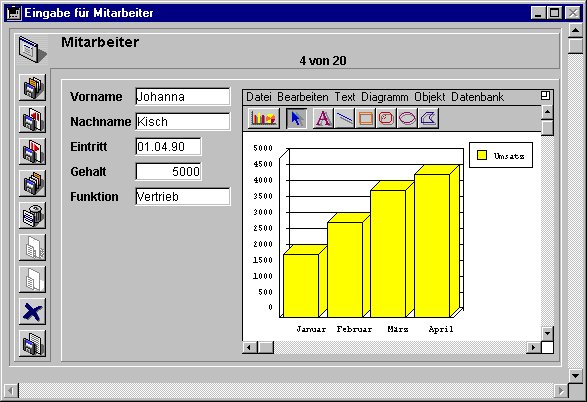 Eingabe für Mitarbeiter
Mitarbeiter
4 von 20
Vorname Johanna
Nachname Kisch
Eintritt 01.04.90
Gehalt 5000
Funktion Vertrieb
Datei Bearbeiten Text Diagramm Objekt Datenbank
A
5000
4500
4000
3500
3000
2500
2000
1500
1000
500
0
Januar Februar März April
Umsatz